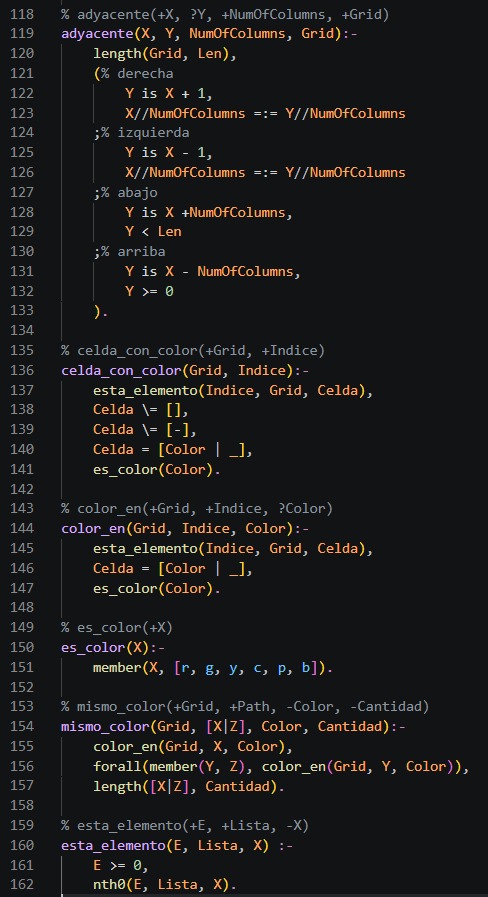 118 % adyacente(+X, ?Y, +NumOfColumns, +Grid)
119 adyacente(X, Y, NumOfColumns, Grid):-
120     length(Grid, Len),
121     (% derecha
122         Y is X + 1,
123         X//NumOfColumns =:= Y//NumOfColumns
124     ;% izquierda
125         Y is X - 1,
126         X//NumOfColumns =:= Y//NumOfColumns
127     ;% abajo
128         Y is X +NumOfColumns,
129         Y < Len
130     ;% arriba
131         Y is X - NumOfColumns,
132         Y >= 0
133     ).
134
135 % celda_con_color(+Grid, +Indice)
136 celda_con_color(Grid, Indice):-
137     esta_elemento(Indice, Grid, Celda),
138     Celda \= [],
139     Celda \= [-],
140     Celda = [Color | _],
141     es_color(Color).
142
143 % color_en(+Grid, +Indice, ?Color)
144 color_en(Grid, Indice, Color):-
145     esta_elemento(Indice, Grid, Celda),
146     Celda = [Color | _],
147     es_color(Color).
148
149 % es_color(+X)
150 es_color(X):-
151     member(X, [r, g, y, c, p, b]).
152
153 % mismo_color(+Grid, +Path, -Color, -Cantidad)
154 mismo_color(Grid, [X|Z], Color, Cantidad):-
155     color_en(Grid, X, Color),
156     forall(member(Y, Z), color_en(Grid, Y, Color)),
157     length([X|Z], Cantidad).
158
159 % esta_elemento(+E, +Lista, -X)
160 esta_elemento(E, Lista, X) :-
161     E >= 0,
162     nth0(E, Lista, X).